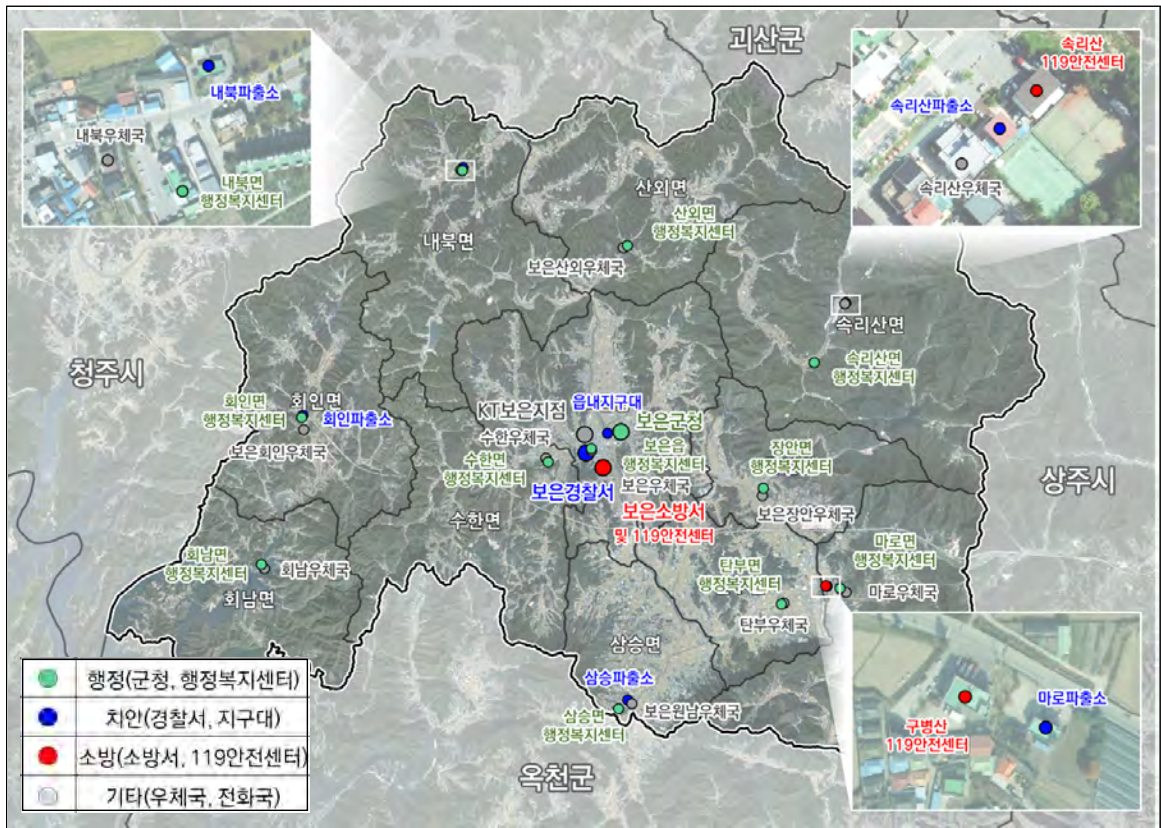 괴산군
내북파출소
내북우체국
내북면
행정복지센터
속리산
119안전센터
속리산파출소
속리산우체국
산외면
산외면
행정복지센터
내북면
보은산외우체국
속리산면
속리산면
행정복지센터
청주시
회인면
회인면
행정복지센터
회인파출소
보은회인우체국
KT보은지점
읍내지구대
보은군청
수한우체국
보은읍
행정복지센터
수한면
행정복지센터
보은경찰서
보은우체국
보은소방서
및 119안전센터
장안면
행정복지센터
보은장안우체국
상주시
수한면
회남면
행정복지센터
회남우체국
회남면
탄부면
행정복지센터
탄부우체국
마로면
행정복지센터
마로우체국
삼승면
삼승파출소
보은원남우체국
삼승면
행정복지센터
옥천군
구병산
119안전센터
마로파출소
행정(군청, 행정복지센터)
치안(경찰서, 지구대)
소방(소방서, 119안전센터)
기타(우체국, 전화국)